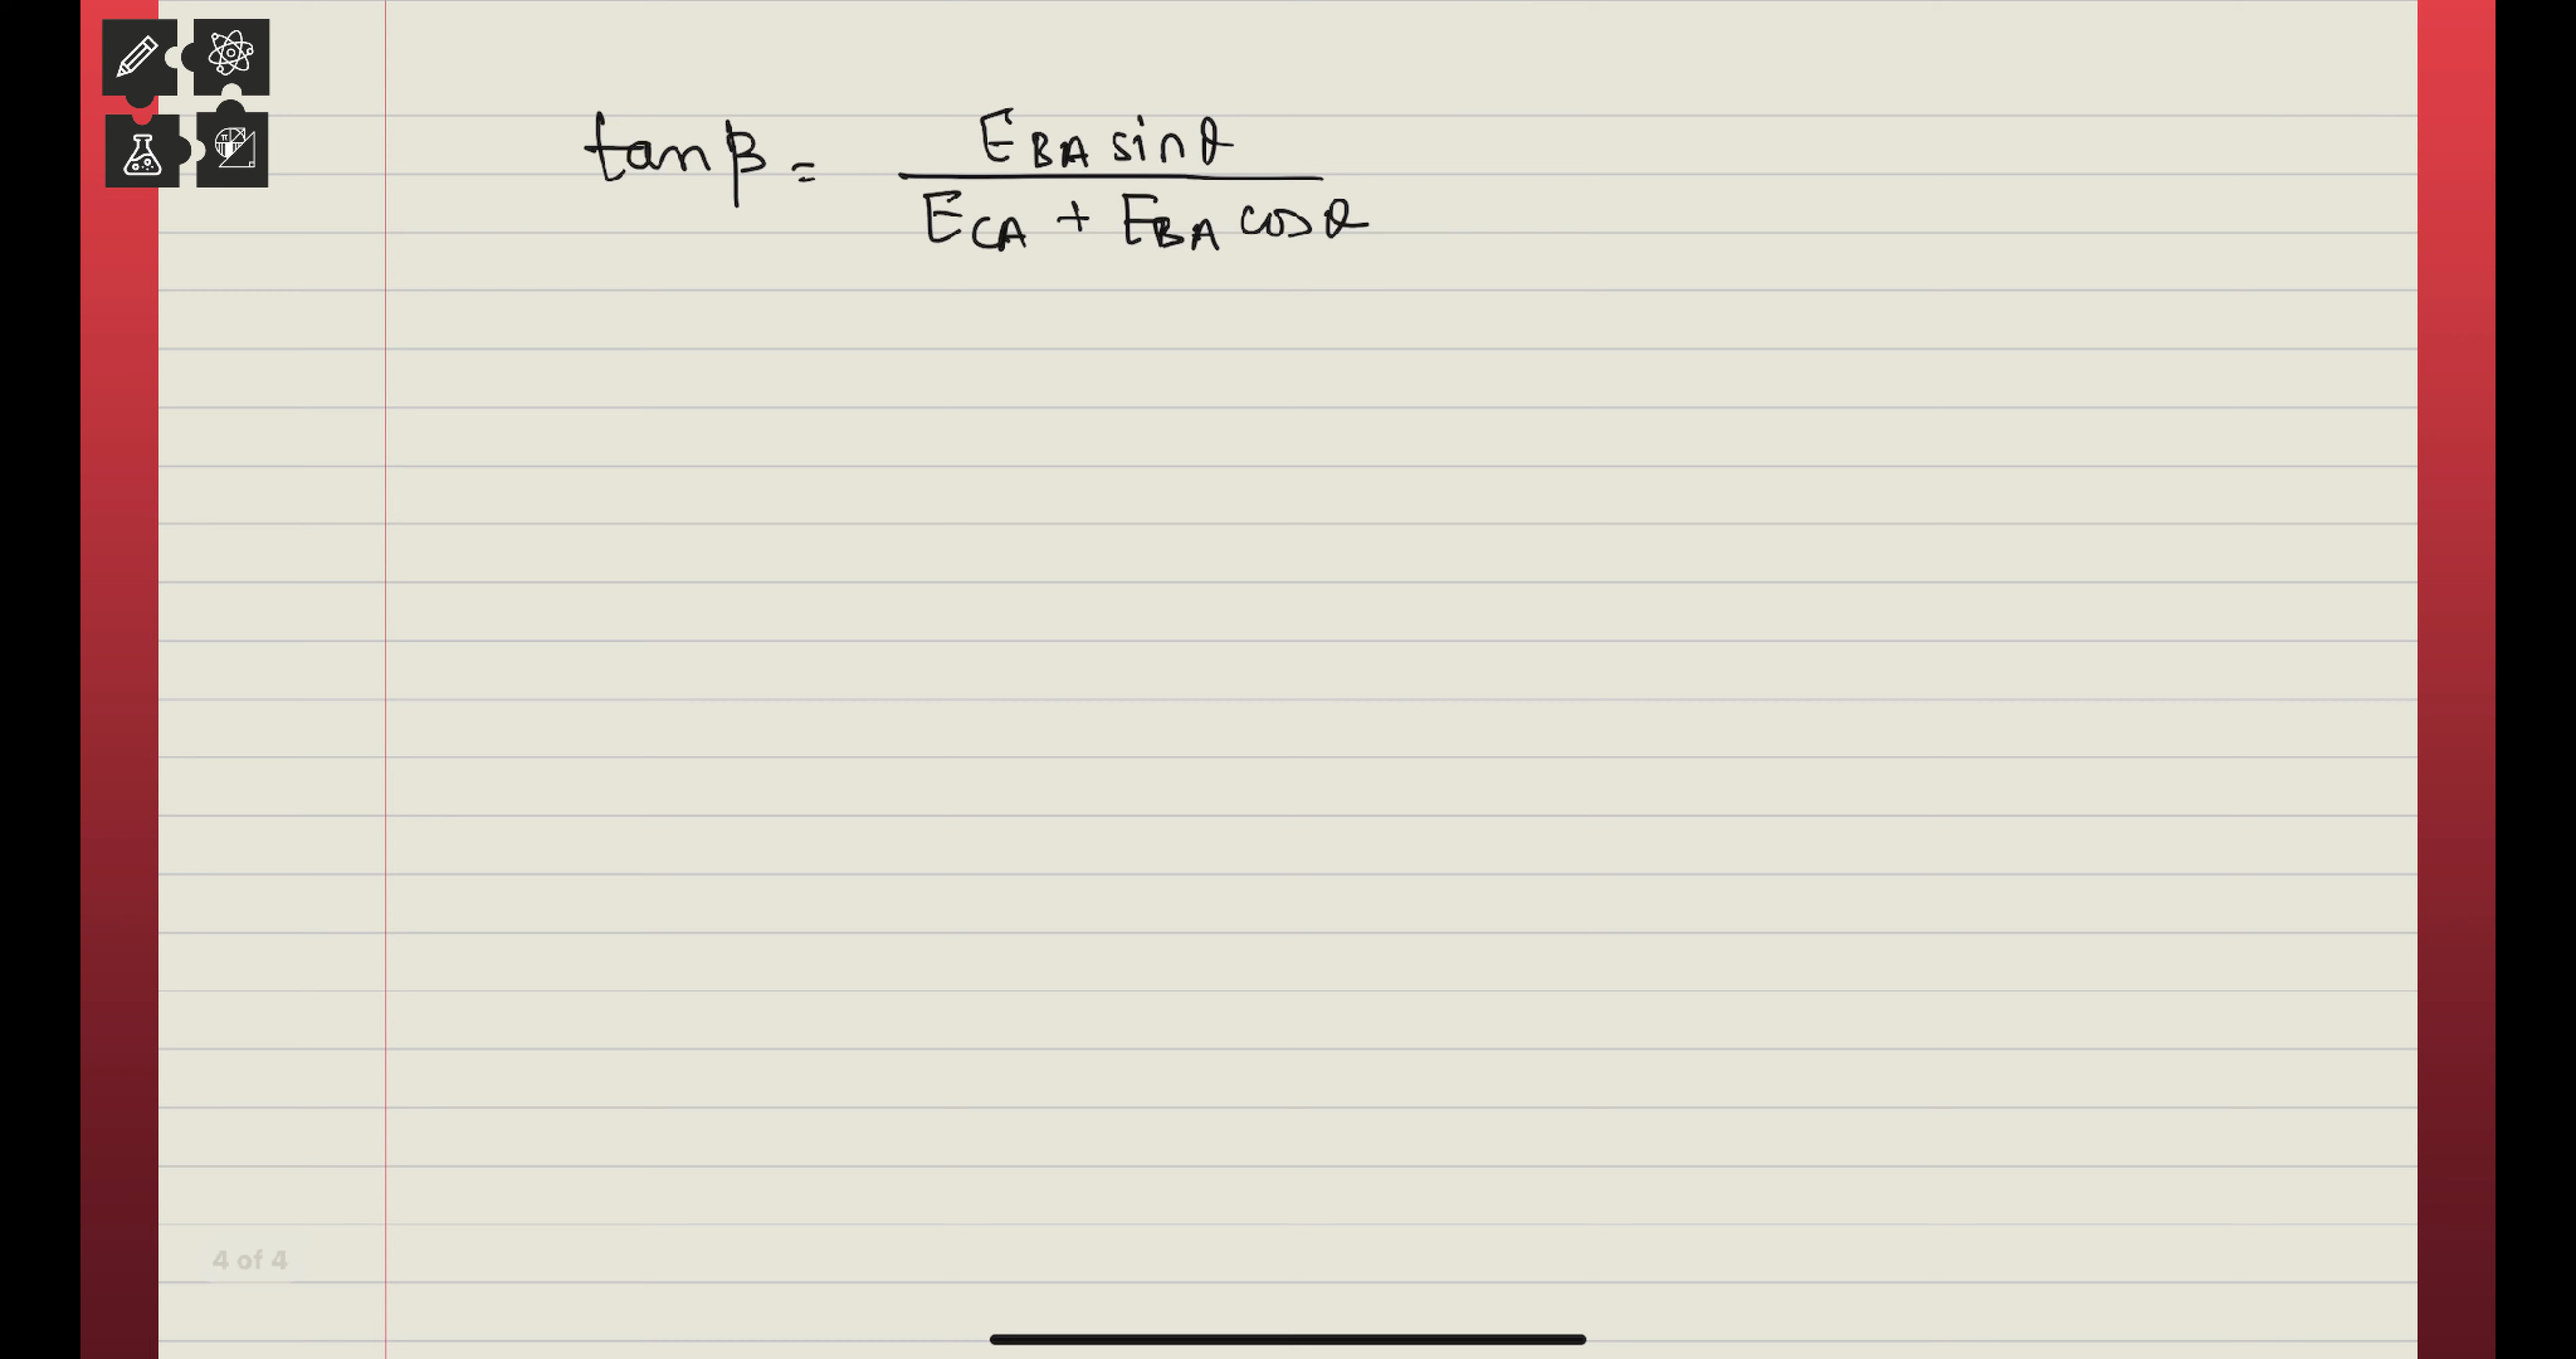 tan β = E_BA sin θ / (E_CA + E_BA cos θ)
4 of 4